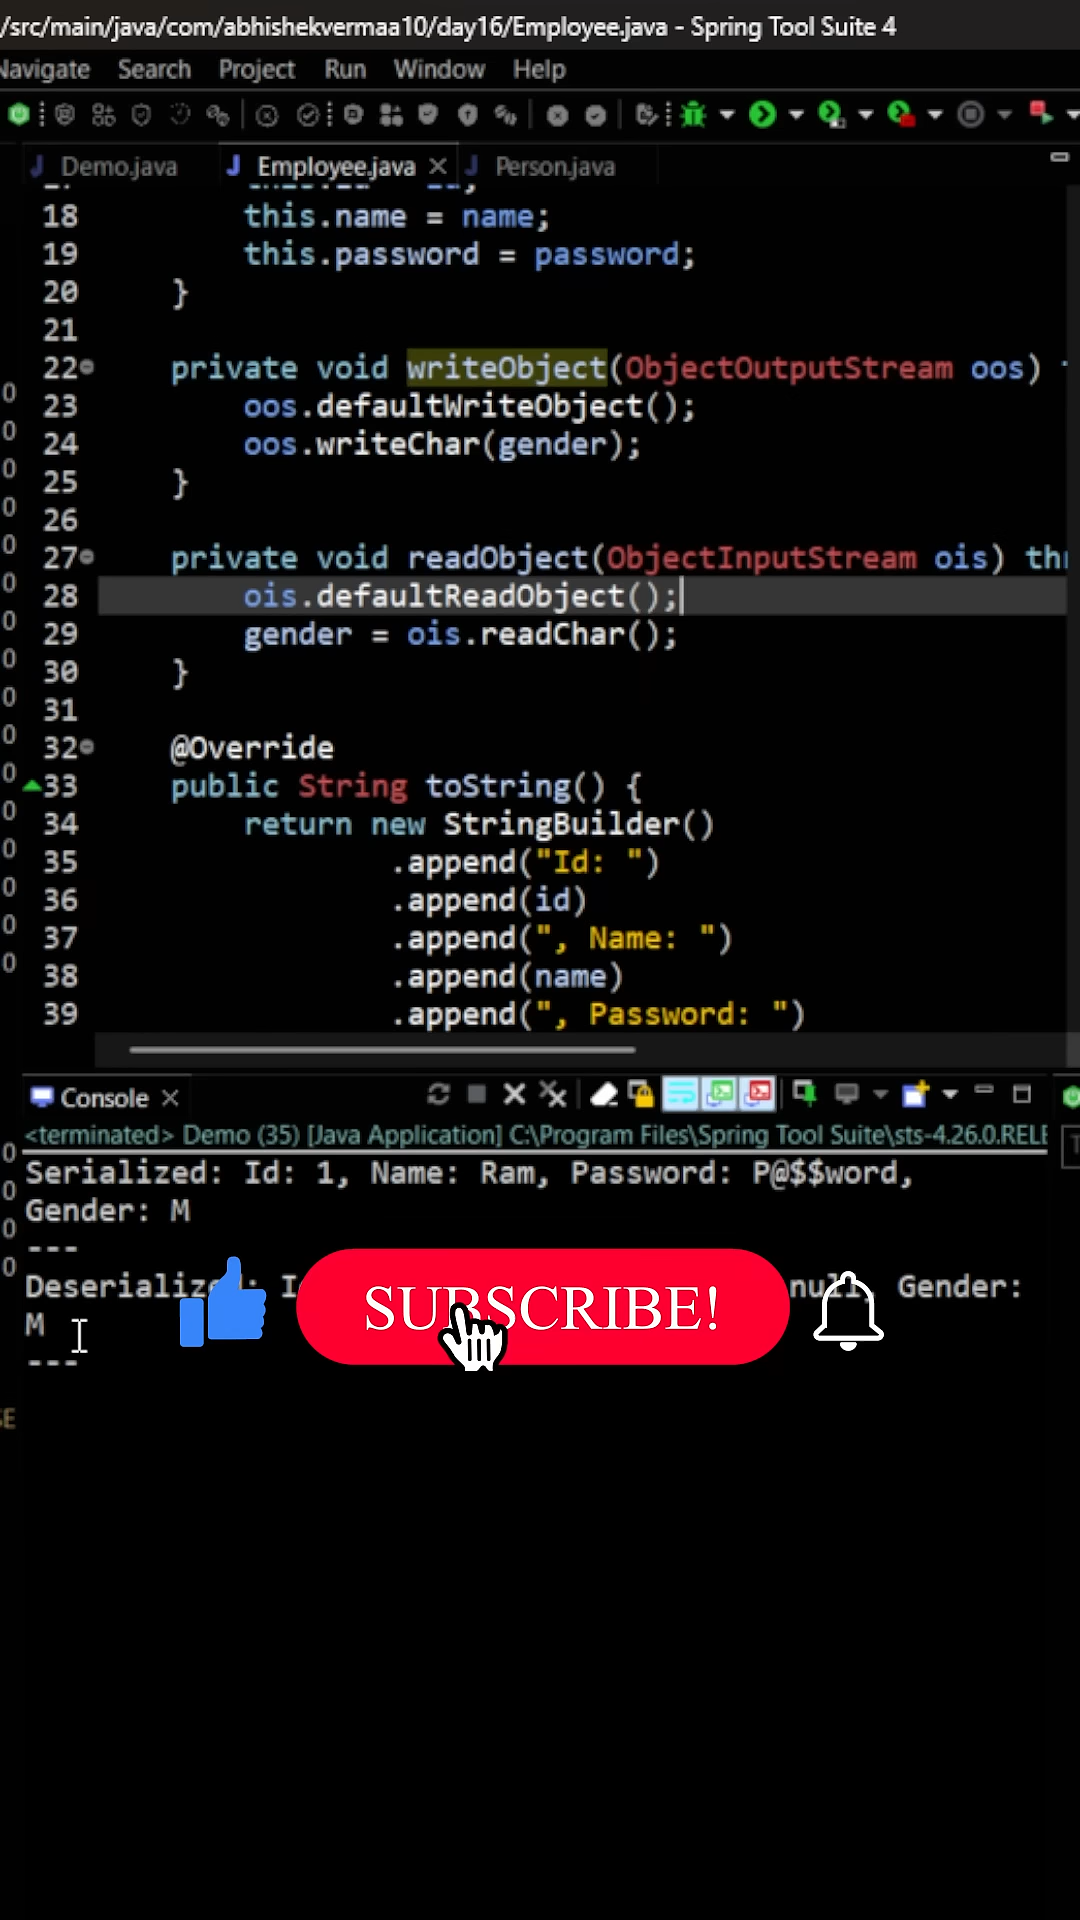 /src/main/java/com/abhishekvermaa10/day16/Employee.java - Spring Tool Suite 4
Navigate Search Project Run Window Help
Demo.java Employee.java Person.java
18 this.name = name;
19 this.password = password;
20 }
21
22 private void writeObject(ObjectOutputStream oos)
23 oos.defaultWriteObject();
24 oos.writeChar(gender);
25 }
26
27 private void readObject(ObjectInputStream ois) thr
28 ois.defaultReadObject();
29 gender = ois.readChar();
30 }
31
32 @Override
33 public String toString() {
34 return new StringBuilder()
35 .append("Id: ")
36 .append(id)
37 .append(", Name: ")
38 .append(name)
39 .append(", Password: ")
Console
<terminated> Demo (35) [Java Application] C:\Program Files\Spring Tool Suite\sts-4.26.0.RELE
Serialized: Id: 1, Name: Ram, Password: P@$$word,
Gender: M
---
Deserialized: Gender:
M
---
SUBSCRIBE!